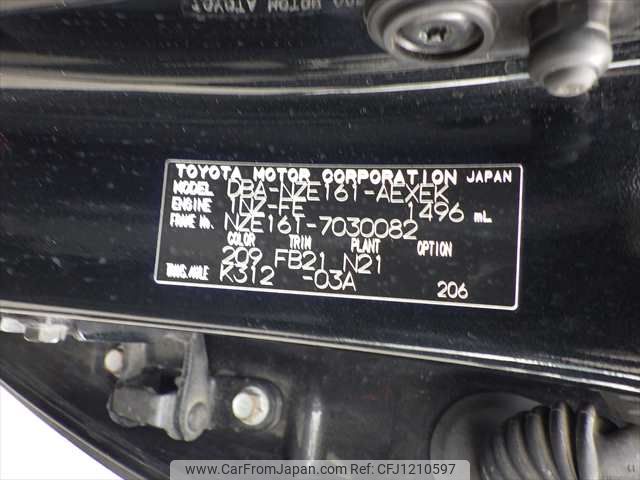 TOYOTA MOTOR CORPORATION JAPAN
MODEL DBA-NZE161-AEXEK
ENGINE 1NZ-FE 1496 mL
FRAME No. NZE161-7030082
COLOR TRIM PLANT OPTION
209 FB21 N21
TRANS./AXLE K312 -03A
206
www.CarFromJapan.com | Ref No. CFJ1210597